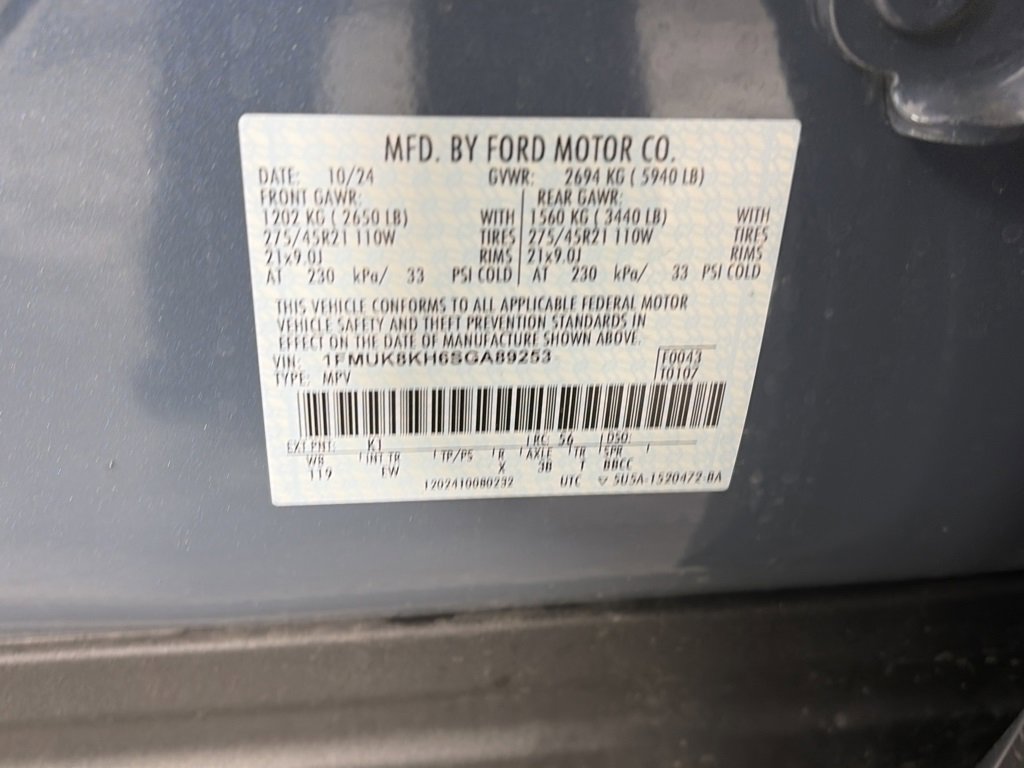 MFD. BY FORD MOTOR CO.
DATE: 10/24 GVWR: 2694 KG ( 5940 LB)
FRONT GAWR: REAR GAWR:
1202 KG ( 2650 LB) WITH 1560 KG ( 3440 LB) WITH
275/45R21 110W TIRES 275/45R21 110W TIRES
21x9.0J RIMS 21x9.0J RIMS
AT 230 kPa/ 33 PSI COLD AT 230 kPa/ 33 PSI COLD
THIS VEHICLE CONFORMS TO ALL APPLICABLE FEDERAL MOTOR
VEHICLE SAFETY AND THEFT PREVENTION STANDARDS IN
EFFECT ON THE DATE OF MANUFACTURE SHOWN ABOVE.
VIN: 1FMUK8KH6SGA89253 F0043
TYPE: MPV T0107
EXT PNT: K1 RC: 56 DSO:
WB INT TR TP/PS R AXLE TR SPR
119 EW X 3B T BBCC
1202410080232 UTC SU5A-1520472-BA